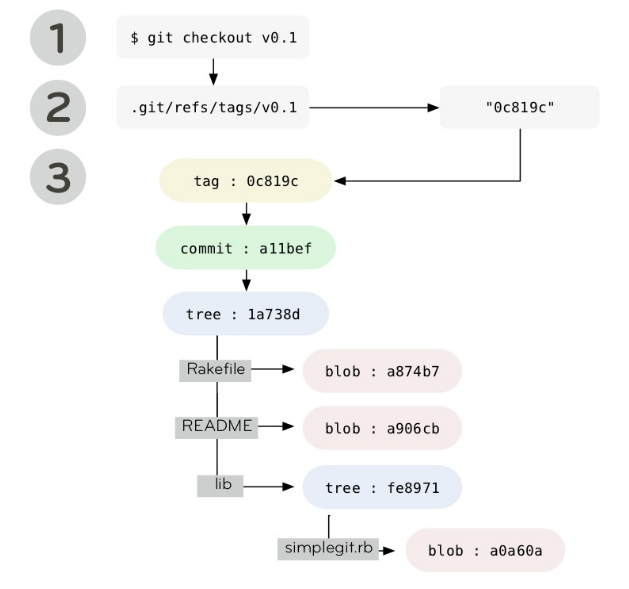 1
$ git checkout v0.1
2
.git/refs/tags/v0.1
"0c819c"
3
tag : 0c819c
commit : a11bef
tree : 1a738d
Rakefile
blob : a874b7
README
blob : a906cb
lib
tree : fe8971
simplegit.rb
blob : a0a60a